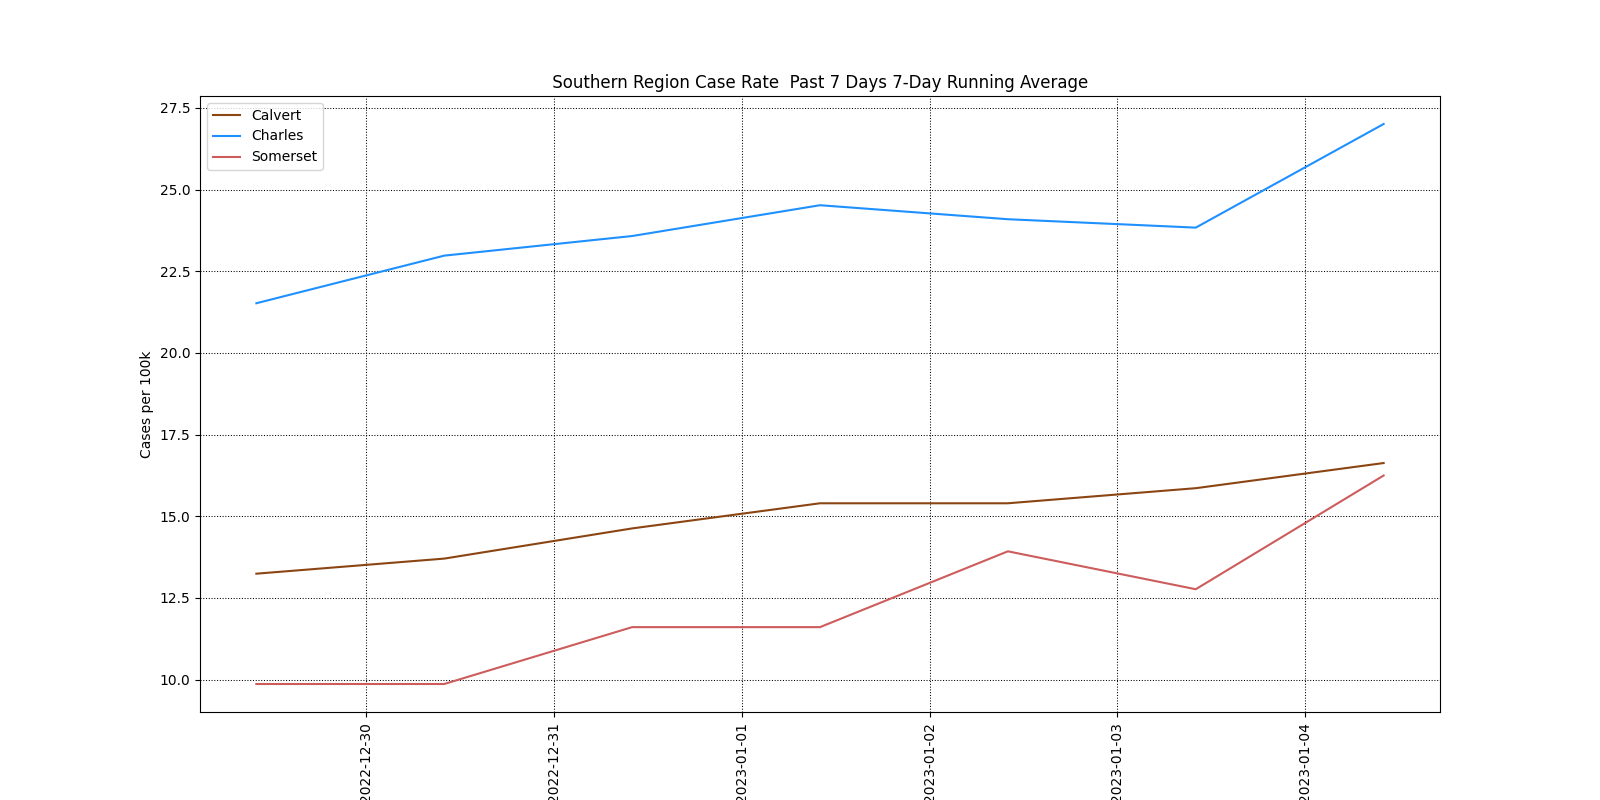 Southern Region Case Rate  Past 7 Days 7-Day Running Average
Calvert
Charles
Somerset
Cases per 100k
27.5
25.0
22.5
20.0
17.5
15.0
12.5
10.0
2022-12-30
2022-12-31
2023-01-01
2023-01-02
2023-01-03
2023-01-04